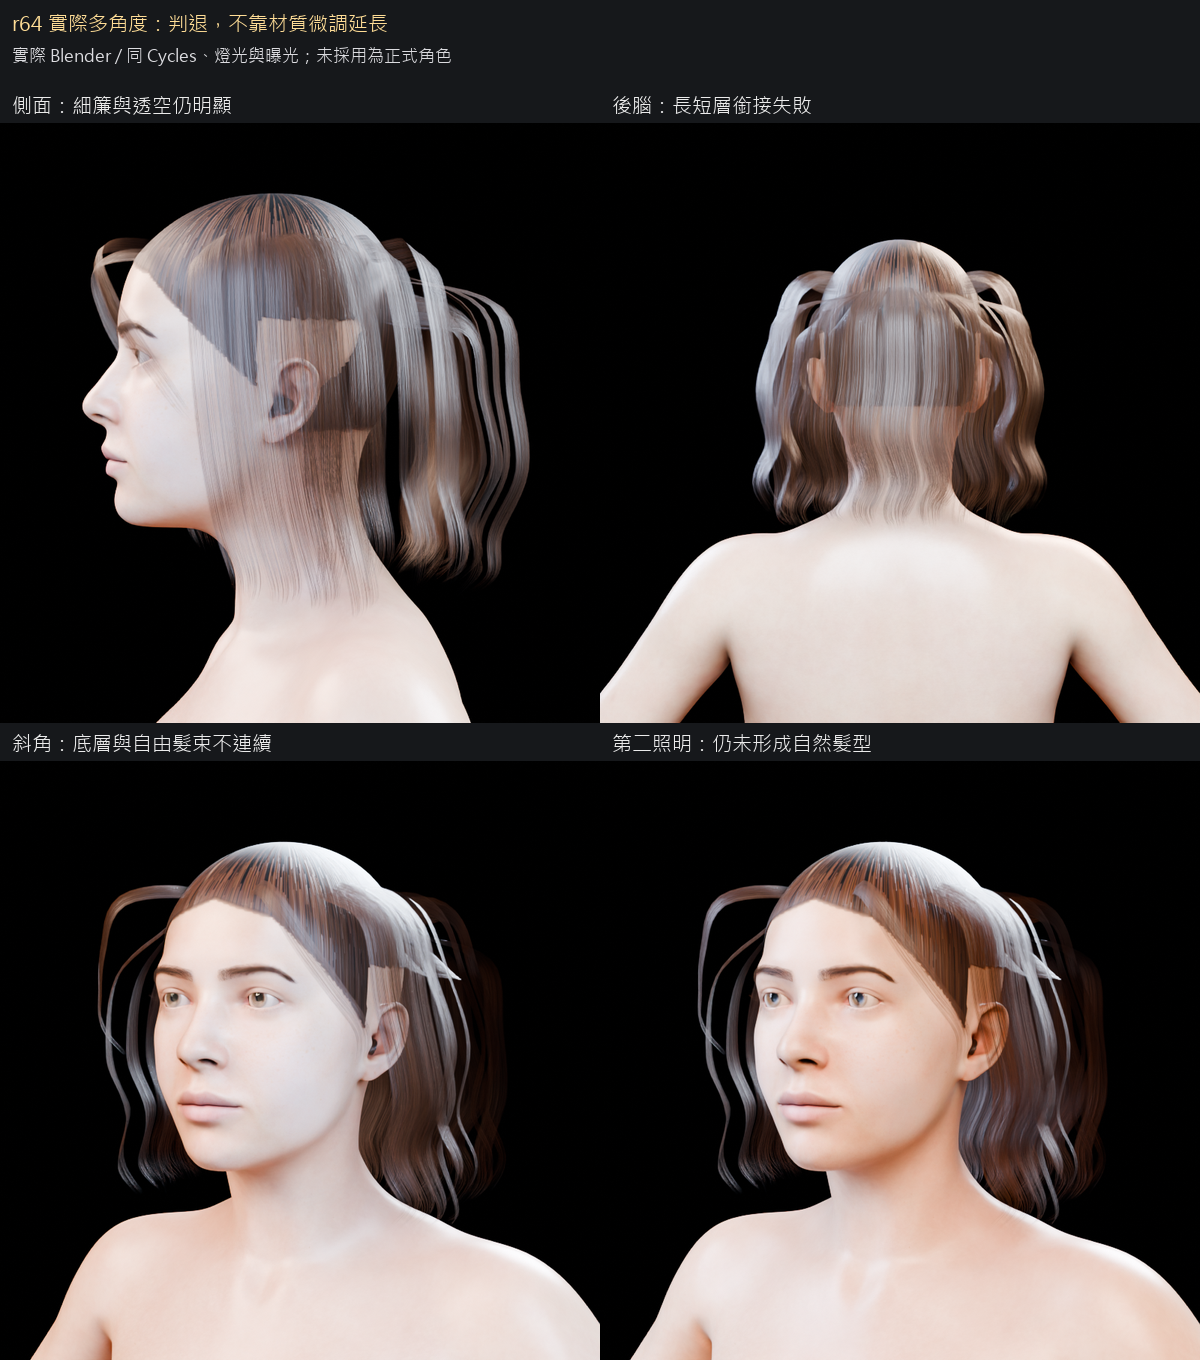 r64 實際多角度：判退，不靠材質微調延長
實際 Blender / 同 Cycles、燈光與曝光；未採用為正式角色
側面：細簾與透空仍明顯
後腦：長短層銜接失敗
斜角：底層與自由髮束不連續
第二照明：仍未形成自然髮型